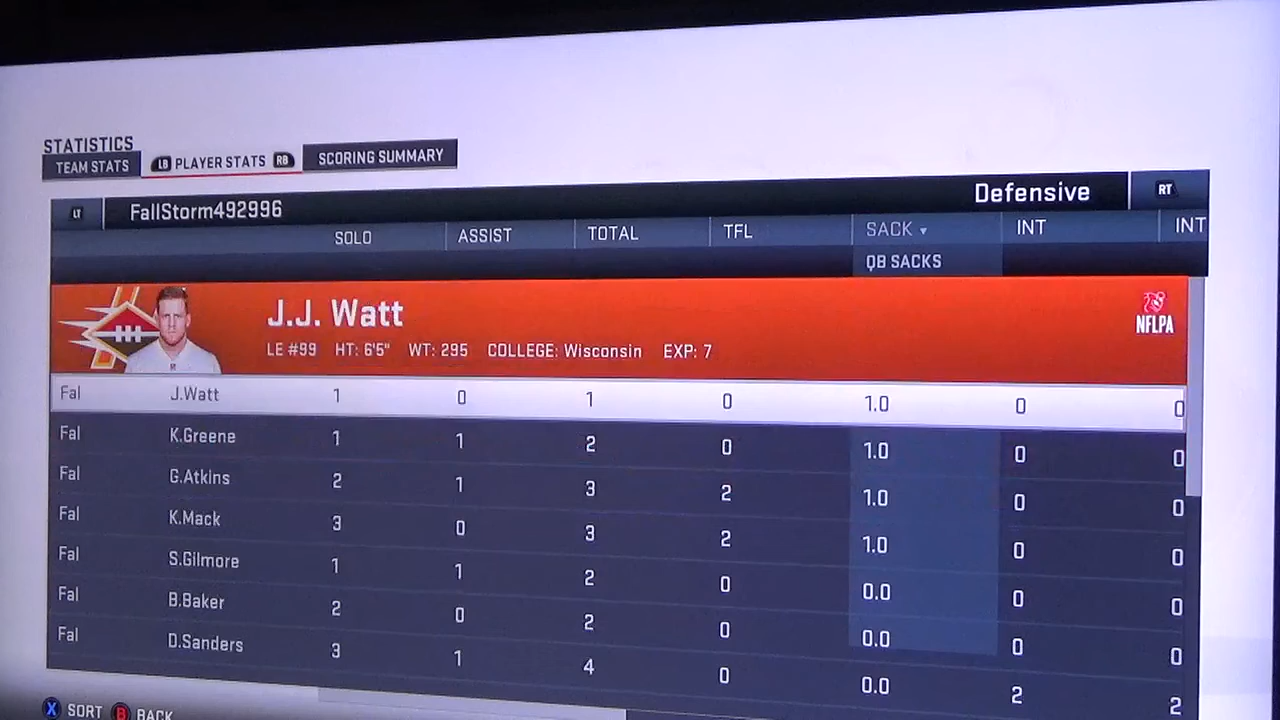 STATISTICS
TEAM STATS LB PLAYER STATS RB SCORING SUMMARY
LT FallStorm492996 Defensive RT
SOLO ASSIST TOTAL TFL SACK INT INT
QB SACKS
J.J. Watt
LE #99 HT: 6'5" WT: 295 COLLEGE: Wisconsin EXP: 7
NFLPA
Fal J.Watt 1 0 1 0 1.0 0 0
Fal K.Greene 1 1 2 0 1.0 0 0
Fal G.Atkins 2 1 3 2 1.0 0 0
Fal K.Mack 3 0 3 2 1.0 0 0
Fal S.Gilmore 1 1 2 0 0.0 0 0
Fal B.Baker 2 0 2 0 0.0 0 0
Fal D.Sanders 3 1 4 0 0.0 2 2
X SORT B BACK